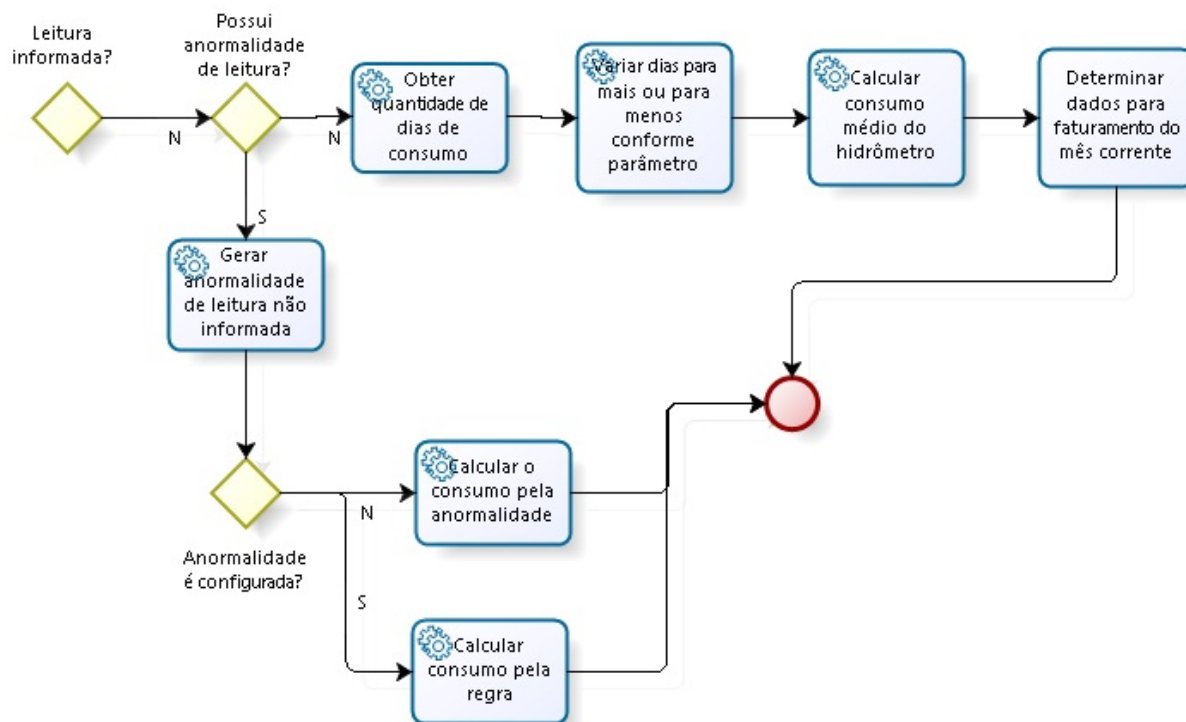 Leitura
informada?
Possui
anormalidade
de leitura?
N
N
Obter
quantidade de
dias de
consumo
Variar dias para
mais ou para
menos
conforme
parâmetro
Calcular
consumo
médio do
hidrômetro
Determinar
dados para
faturamento do
mês corrente
S
Gerar
anormalidade
de leitura não
informada
Anormalidade
é configurada?
N
Calcular o
consumo pela
anormalidade
S
Calcular
consumo pela
regra